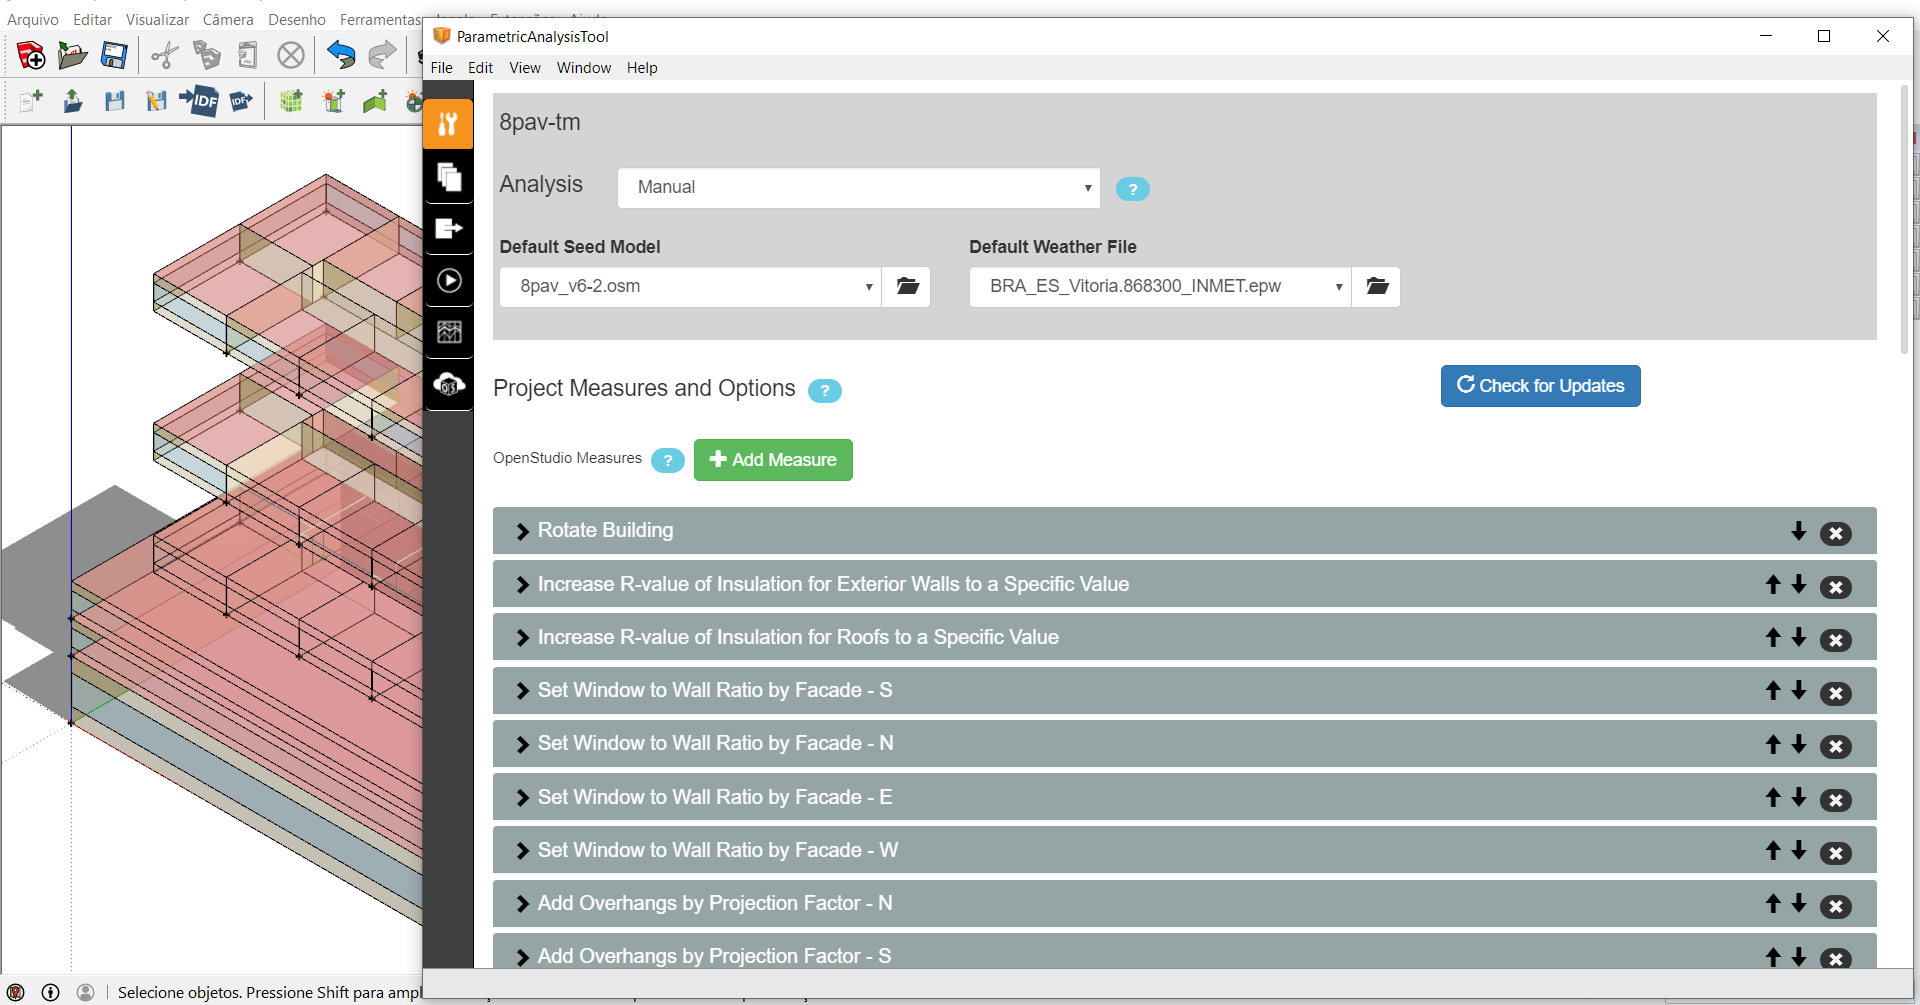 Arquivo Editar Visualizar Câmera Desenho Ferramentas
ParametricAnalysisTool
File Edit View Window Help
IDF
IDF
8pav-tm
Analysis
Manual
?
Default Seed Model
Default Weather File
8pav_v6-2.osm
BRA_ES_Vitoria.868300_INMET.epw
Project Measures and Options ?
Check for Updates
OpenStudio Measures ? Add Measure
Rotate Building
Increase R-value of Insulation for Exterior Walls to a Specific Value
Increase R-value of Insulation for Roofs to a Specific Value
Set Window to Wall Ratio by Facade - S
Set Window to Wall Ratio by Facade - N
Set Window to Wall Ratio by Facade - E
Set Window to Wall Ratio by Facade - W
Add Overhangs by Projection Factor - N
Add Overhangs by Projection Factor - S
Selecione objetos. Pressione Shift para ampl